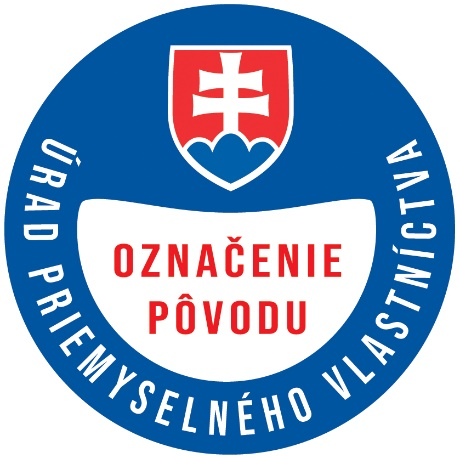 OZNAČENIE
PÔVODU
ÚRAD PRIEMYSELNÉHO VLASTNÍCTVA